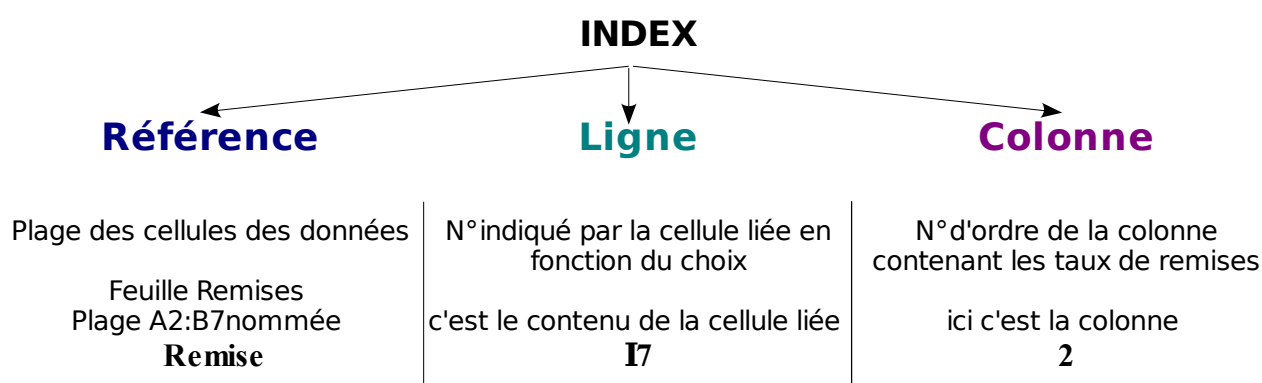 INDEX
Référence
Ligne
Colonne
Plage des cellules des données
Feuille Remises
Plage A2:B7nommée
Remise
N°indiqué par la cellule liée en
fonction du choix
c'est le contenu de la cellule liée
I7
N°d'ordre de la colonne
contenant les taux de remises
ici c'est la colonne
2